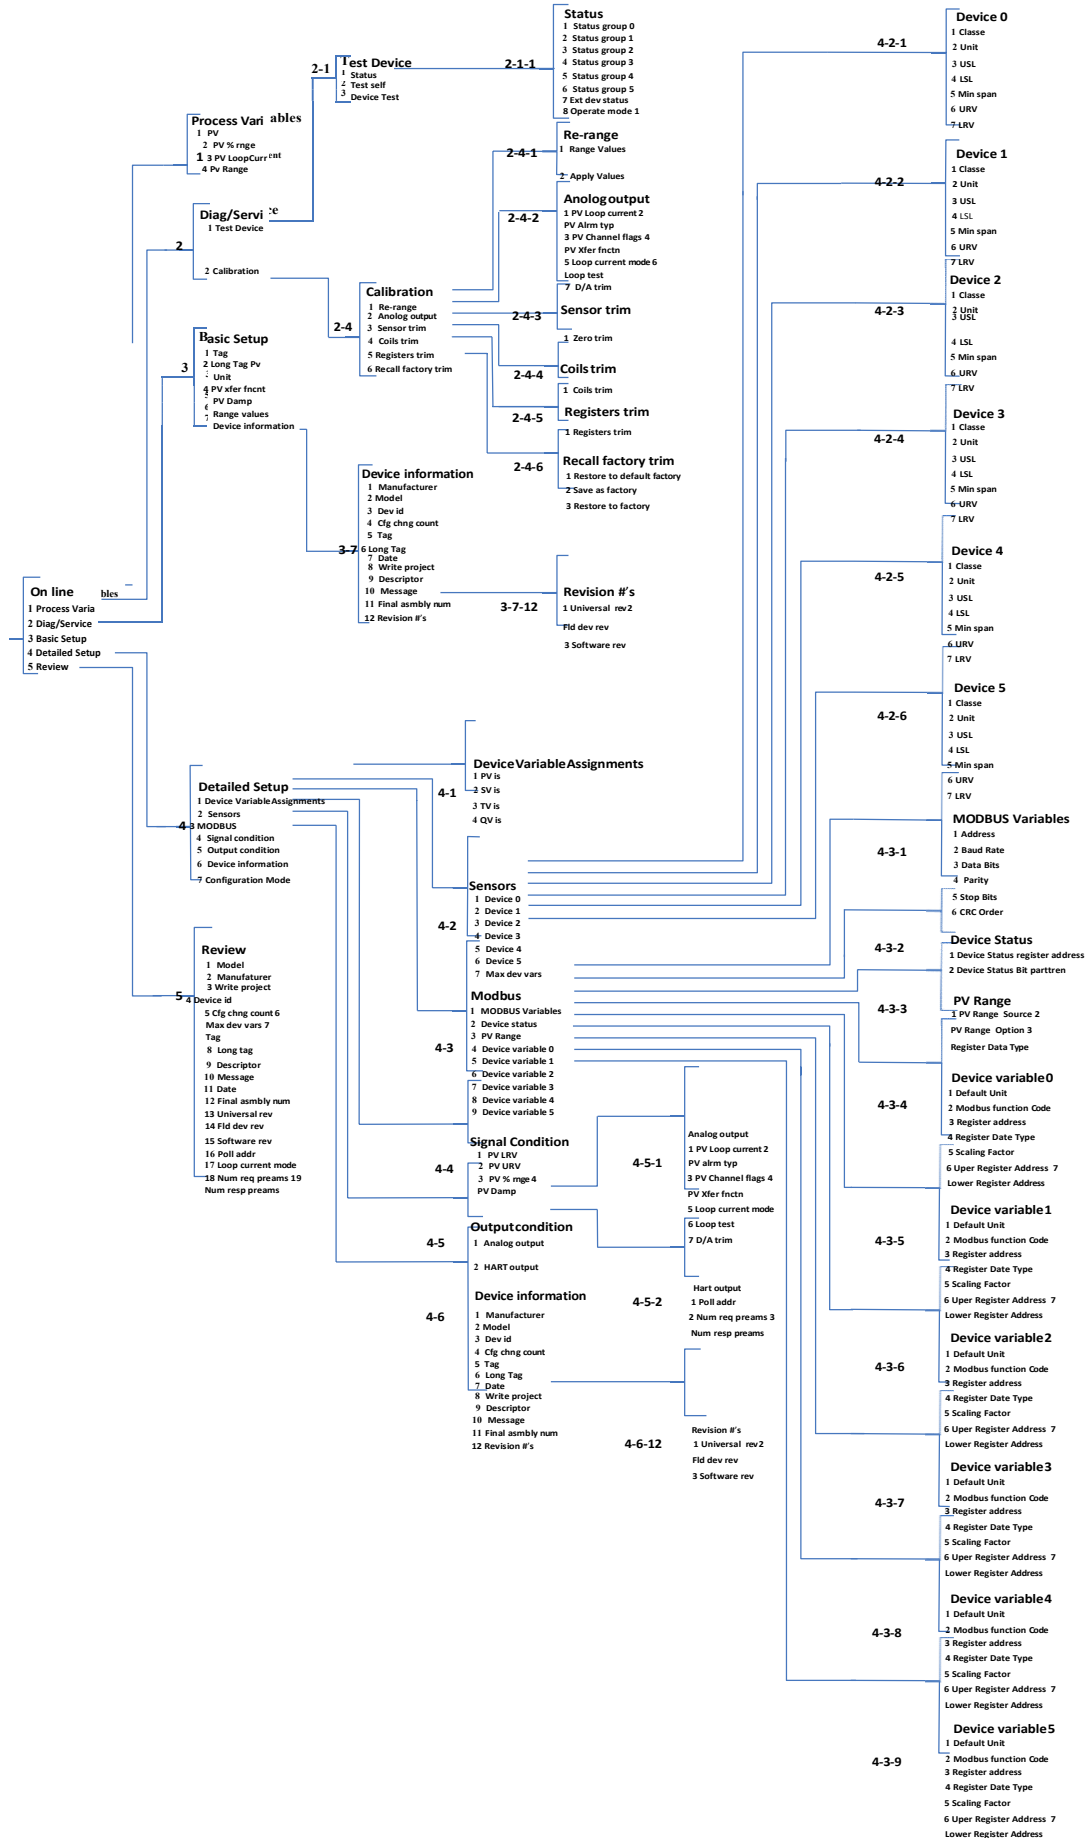 On line
bles
1 Process Varia
2 Diag/Service
3 Basic Setup
4 Detailed Setup
5 Review
Process Vari ables
1 PV
2 PV % rnge
1 3 PV LoopCurrent
4 Pv Range
2
Diag/Servi ce
1 Test Device
2 Calibration
2-1
Test Device
1 Status
2 Test self
3 Device Test
2-1-1
Status
1 Status group 0
2 Status group 1
3 Status group 2
4 Status group 3
5 Status group 4
6 Status group 5
7 Ext dev status
8 Operate mode 1
2-4
Calibration
1 Re-range
2 Anolog output
3 Sensor trim
4 Coils trim
5 Registers trim
6 Recall factory trim
2-4-1
Re-range
1 Range Values
2 Apply Values
2-4-2
Anolog output
1 PV Loop current 2
PV Alrm typ
3 PV Channel flags 4
PV Xfer fnctn
5 Loop current mode 6
Loop test
7 D/A trim
2-4-3
Sensor trim
1 Zero trim
2-4-4
Coils trim
1 Coils trim
2-4-5
Registers trim
1 Registers trim
2-4-6
Recall factory trim
1 Restore to default factory
2 Save as factory
3 Restore to factory
3
Basic Setup
1 Tag
2 Long Tag Pv
3 Unit
4 PV xfer fncnt
5 PV Damp
6 Range values
7 Device information
3-7
Device information
1 Manufacturer
2 Model
3 Dev id
4 Cfg chng count
5 Tag
6 Long Tag
7 Date
8 Write project
9 Descriptor
10 Message
11 Final asmbly num
12 Revision #'s
3-7-12
Revision #'s
1 Universal rev2
Fld dev rev
3 Software rev
4
Detailed Setup
1 Device Variable Assignments
2 Sensors
3 MODBUS
4 Signal condition
5 Output condition
6 Device information
7 Configuration Mode
5
Review
1 Model
2 Manufaturer
3 Write project
4 Device id
5 Cfg chng count 6
Max dev vars 7
Tag
8 Long tag
9 Descriptor
10 Message
11 Date
12 Final asmbly num
13 Universal rev
14 Fld dev rev
15 Software rev
16 Poll addr
17 Loop current mode
18 Num req preams 19
Num resp preams
4-1
Device Variable Assignments
1 PV is
2 SV is
3 TV is
4 QV is
4-2
Sensors
1 Device 0
2 Device 1
3 Device 2
4 Device 3
5 Device 4
6 Device 5
7 Max dev vars
4-3
Modbus
1 MODBUS Variables
2 Device status
3 PV Range
4 Device variable 0
5 Device variable 1
6 Device variable 2
7 Device variable 3
8 Device variable 4
9 Device variable 5
4-4
Signal Condition
1 PV LRV
2 PV URV
3 PV % rnge 4
PV Damp
4-5
Output condition
1 Analog output
2 HART output
4-6
Device information
1 Manufacturer
2 Model
3 Dev id
4 Cfg chng count
5 Tag
6 Long Tag
7 Date
8 Write project
9 Descriptor
10 Message
11 Final asmbly num
12 Revision #'s
4-5-1
Analog output
1 PV Loop current 2
PV alrm typ
3 PV Channel flags 4
PV Xfer fnctn
5 Loop current mode
6 Loop test
7 D/A trim
4-5-2
Hart output
1 Poll addr
2 Num req preams 3
Num resp preams
4-6-12
Revision #'s
1 Universal rev2
Fld dev rev
3 Software rev
4-2-1
Device 0
1 Classe
2 Unit
3 USL
4 LSL
5 Min span
6 URV
7 LRV
4-2-2
Device 1
1 Classe
2 Unit
3 USL
4 LSL
5 Min span
6 URV
7 LRV
4-2-3
Device 2
1 Classe
2 Unit
3 USL
4 LSL
5 Min span
6 URV
7 LRV
4-2-4
Device 3
1 Classe
2 Unit
3 USL
4 LSL
5 Min span
6 URV
7 LRV
4-2-5
Device 4
1 Classe
2 Unit
3 USL
4 LSL
5 Min span
6 URV
7 LRV
4-2-6
Device 5
1 Classe
2 Unit
3 USL
4 LSL
5 Min span
6 URV
7 LRV
4-3-1
MODBUS Variables
1 Address
2 Baud Rate
3 Data Bits
4 Parity
5 Stop Bits
6 CRC Order
4-3-2
Device Status
1 Device Status register address
2 Device Status Bit parttren
4-3-3
PV Range
1 PV Range Source 2
PV Range Option 3
Register Data Type
4-3-4
Device variable0
1 Default Unit
2 Modbus function Code
3 Register address
4 Register Date Type
5 Scaling Factor
6 Uper Register Address 7
Lower Register Address
4-3-5
Device variable1
1 Default Unit
2 Modbus function Code
3 Register address
4 Register Date Type
5 Scaling Factor
6 Uper Register Address 7
Lower Register Address
4-3-6
Device variable2
1 Default Unit
2 Modbus function Code
3 Register address
4 Register Date Type
5 Scaling Factor
6 Uper Register Address 7
Lower Register Address
4-3-7
Device variable3
1 Default Unit
2 Modbus function Code
3 Register address
4 Register Date Type
5 Scaling Factor
6 Uper Register Address 7
Lower Register Address
4-3-8
Device variable4
1 Default Unit
2 Modbus function Code
3 Register address
4 Register Date Type
5 Scaling Factor
6 Uper Register Address 7
Lower Register Address
4-3-9
Device variable5
1 Default Unit
2 Modbus function Code
3 Register address
4 Register Date Type
5 Scaling Factor
6 Uper Register Address 7
Lower Register Address